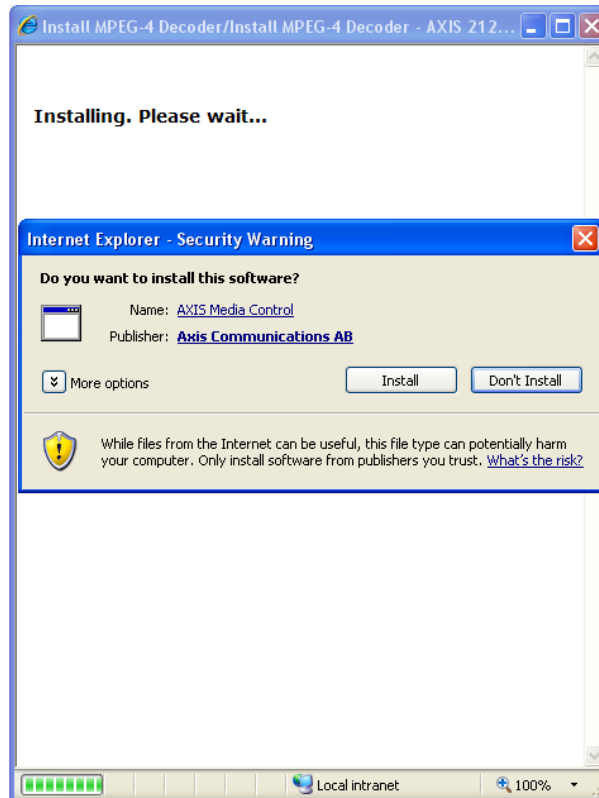 Install MPEG-4 Decoder/Install MPEG-4 Decoder - AXIS 212...
Installing. Please wait...
Internet Explorer - Security Warning
Do you want to install this software?
Name: AXIS Media Control
Publisher: Axis Communications AB
More options
Install
Don't Install
While files from the Internet can be useful, this file type can potentially harm
your computer. Only install software from publishers you trust. What's the risk?
Local intranet
100%